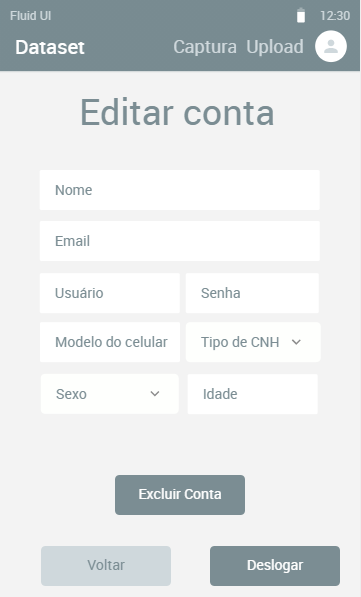 Fluid UI 12:30
Dataset Captura Upload
Editar conta
Nome
Email
Usuário Senha
Modelo do celular Tipo de CNH
Sexo Idade
Excluir Conta
Voltar Deslogar